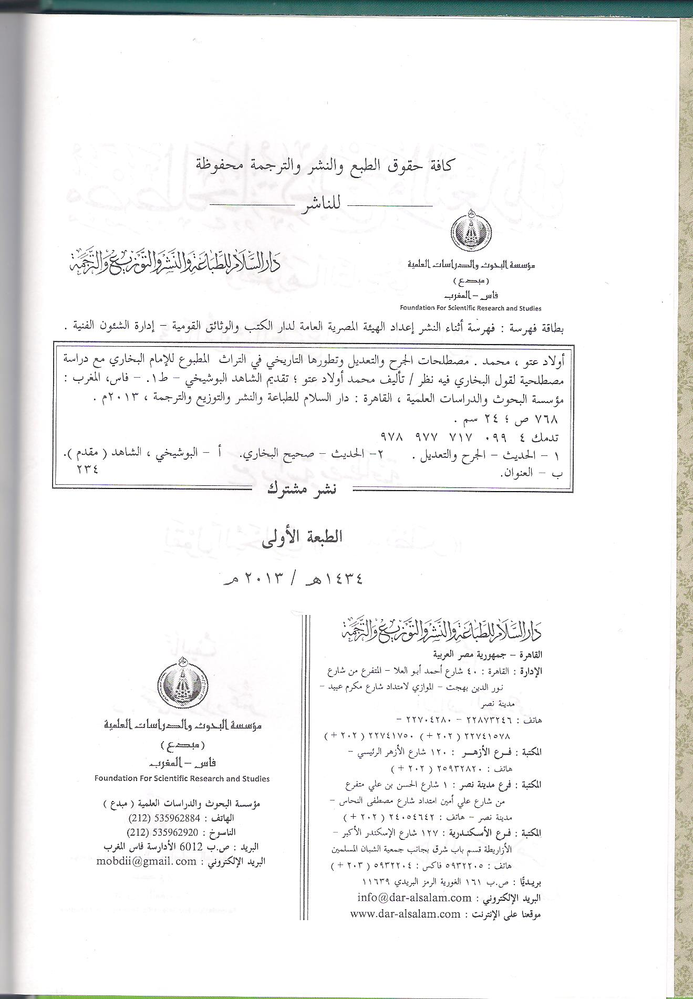 كافة حقوق الطبع والنشر والترجمة محفوظة
للناشر
مؤسسة البحوث والدراسات العلمية
(مبدع)
فاس – المغرب
Foundation For Scientific Research and Studies
دار السلام للطباعة والنشر والتوزيع والترجمة
بطاقة فهرسة : فهرسة أثناء النشر إعداد الهيئة المصرية العامة لدار الكتب والوثائق القومية – إدارة الشئون الفنية .
أولاد عتو ، محمد . مصطلحات الجرح والتعديل وتطورها التاريخي في التراث المطبوع للإمام البخاري مع دراسة
مصطلحية لقول البخاري فيه نظر / تأليف محمد أولاد عتو ؛ تقديم الشاهد البوشيخي – ط١. – فاس، المغرب :
مؤسسة البحوث والدراسات العلمية ، القاهرة : دار السلام للطباعة والنشر والتوزيع والترجمة ، ٢٠١٣م .
٧٦٨ ص ؛ ٢٤ سم .
تدمك ٤ ٠٩٩ ٧١٧ ٩٧٧ ٩٧٨
١ – الحديث – الجرح والتعديل . ٢– الحديث – صحيح البخاري. أ – البوشيخي ، الشاهد ( مقدم ).
ب – العنوان. ٢٣٤
نشر مشترك
الطبعة الأولى
١٤٣٤هـ / ٢٠١٣ م
دار السلام للطباعة والنشر والتوزيع والترجمة
القاهرة – جمهورية مصر العربية
الإدارة : القاهرة : ٤٠ شارع أحمد أبو العلا – المتفرع من شارع
نور الدين بهجت – الموازي لامتداد شارع مكرم عبيد –
مدينة نصر
هاتف : ٢٢٨٧٣٢٤٦ – ٢٢٧٠٤٢٨٠ –
٢٢٧٤١٥٧٨ ( ٢٠٢ + ) ٢٢٧٤١٧٥٠ ( ٢٠٢ + )
المكتبة : فـرع الأزهـر : ١٢٠ شارع الأزهر الرئيسي –
هاتف : ٢٥٩٣٢٨٢٠ ( ٢٠٢ + )
المكتبة : فرع مدينة نصر : ١ شارع الحسن بن علي متفرع
من شارع علي أمين امتداد شارع مصطفى النحاس –
مدينة نصر – هاتف : ٢٤٠٥٤٦٤٢ ( ٢٠٢ + )
المكتبة : فـرع الأسكـندرية : ١٢٧ شارع الإسكندر الأكبر –
الأزاريطة قسم باب شرق بجانب جمعية الشبان المسلمين
هاتف : ٥٩٣٢٢٠٥ فاكس : ٥٩٣٢٢٠٤ ( ٢٠٣ + )
بريـديًّا : ص.ب ١٦١ الغورية الرمز البريدي ١١٦٣٩
البريد الإلكتروني : info@dar-alsalam.com
موقعنا على الإنترنت : www.dar-alsalam.com
مؤسسة البحوث والدراسات العلمية
(مبدع)
فاس – المغرب
Foundation For Scientific Research and Studies
مؤسسة البحوث والدراسات العلمية ( مبدع )
الهاتف : 535962884 (212)
الناسوخ : 535962920 (212)
البريد : ص.ب 6012 الأدارسة فاس المغرب
البريد الإلكتروني : mobdii@gmail. com